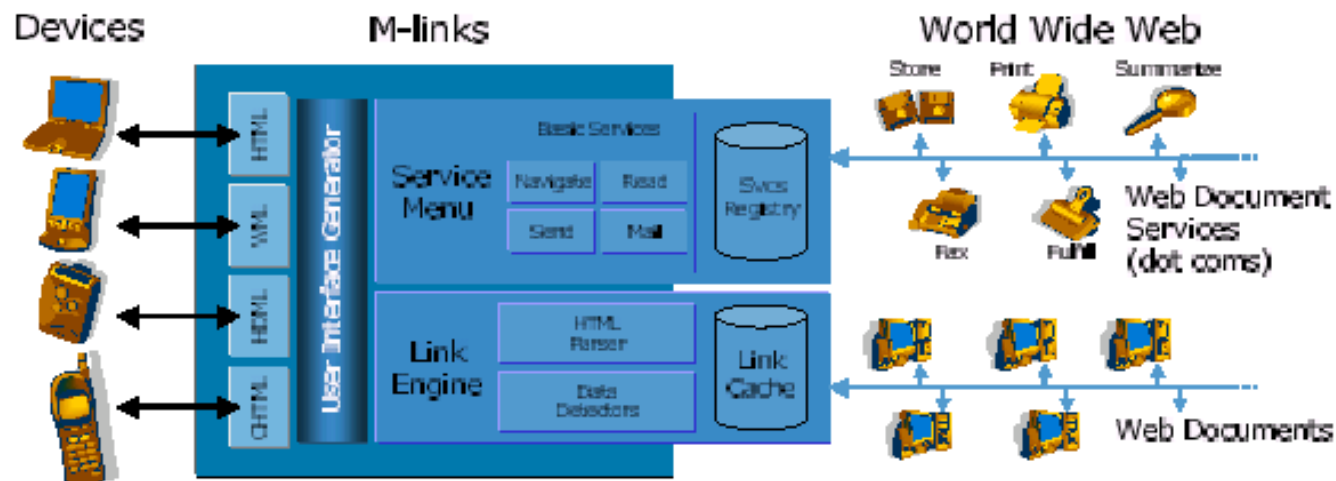 Devices
M-links
World Wide Web
Store
Print
Summarize
HTML
WML
HDML
CHTML
User Interface Generator
Service
Menu
Basic Services
Navigate
Read
Send
Mail
Svcs
Registry
Fax
Fulfill
Web Document
Services
(dot coms)
Link
Engine
HTML
Parser
Data
Detectors
Link
Cache
Web Documents